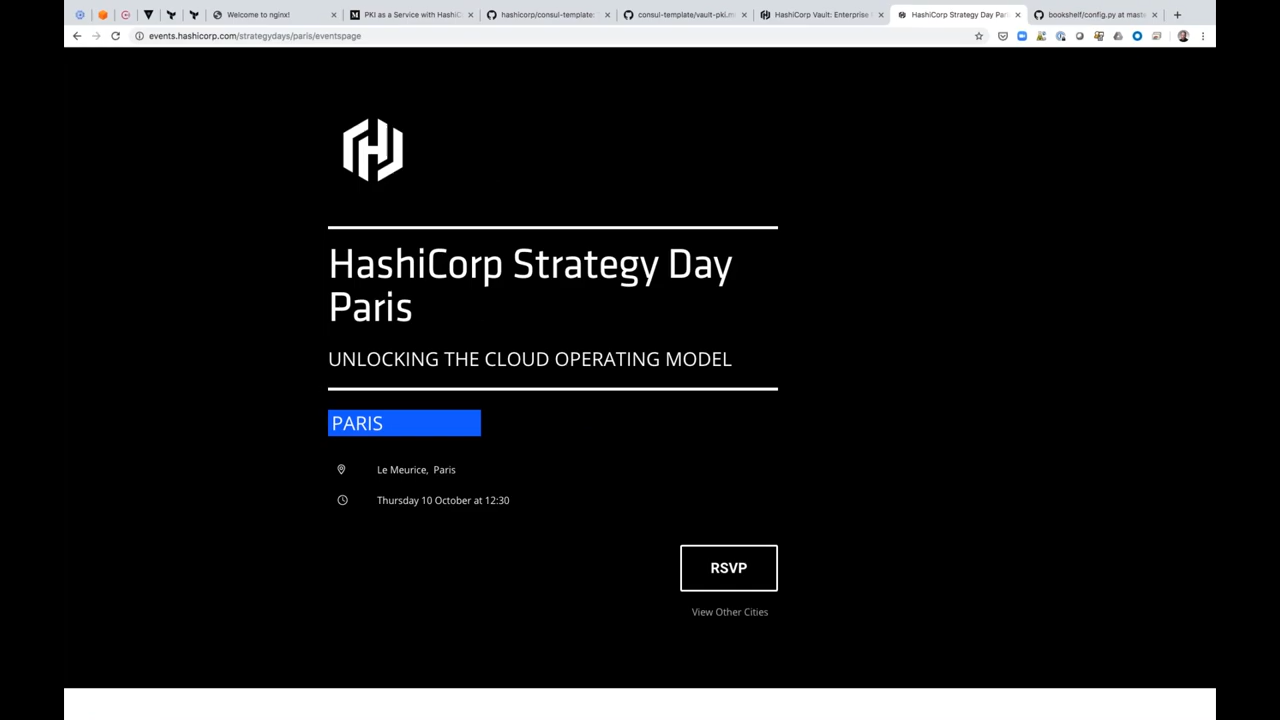 Welcome to nginx!
PKI as a Service with HashiC
hashicorp/consul-template:
consul-template/vault-pki.m
HashiCorp Vault: Enterprise
HashiCorp Strategy Day Par
bookshelf/config.py at maste
events.hashicorp.com/strategydays/paris/eventspage
HashiCorp Strategy Day
Paris
UNLOCKING THE CLOUD OPERATING MODEL
PARIS
Le Meurice, Paris
Thursday 10 October at 12:30
RSVP
View Other Cities